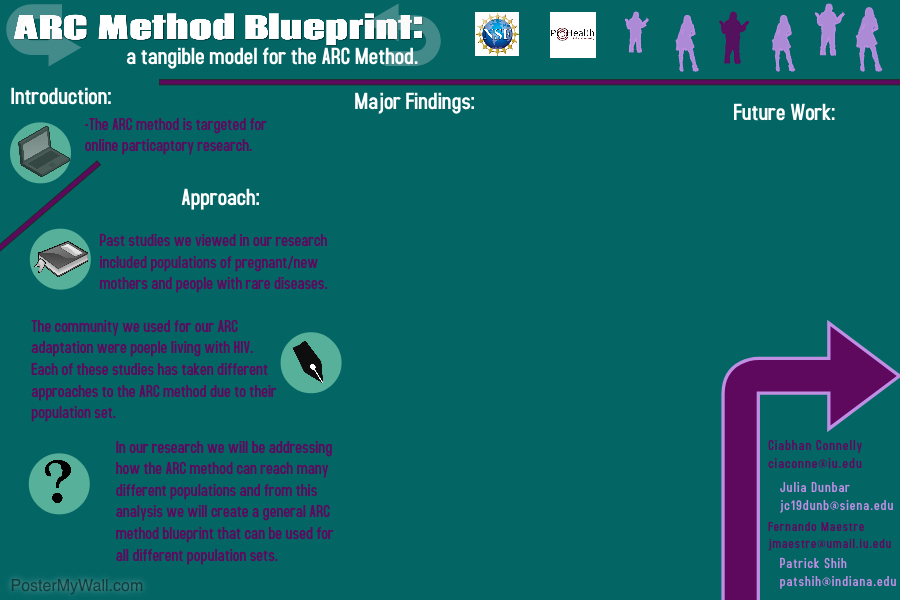 ARC Method Blueprint:
a tangible model for the ARC Method.
NSF
Introduction:
-The ARC method is targeted for
online particaptory research.
Approach:
Past studies we viewed in our research
included populations of pregnant/new
mothers and people with rare diseases.
The community we used for our ARC
adaptation were poeple living with HIV.
Each of these studies has taken different
approaches to the ARC method due to their
population set.
?
In our research we will be addressing
how the ARC method can reach many
different populations and from this
analysis we will create a general ARC
method blueprint that can be used for
all different population sets.
Major Findings:
Future Work:
Ciabhan Connelly
ciaconne@iu.edu
Julia Dunbar
jc19dunb@siena.edu
Fernando Maestre
jmaestre@umail.iu.edu
Patrick Shih
patshih@indiana.edu
PosterMyWall.com